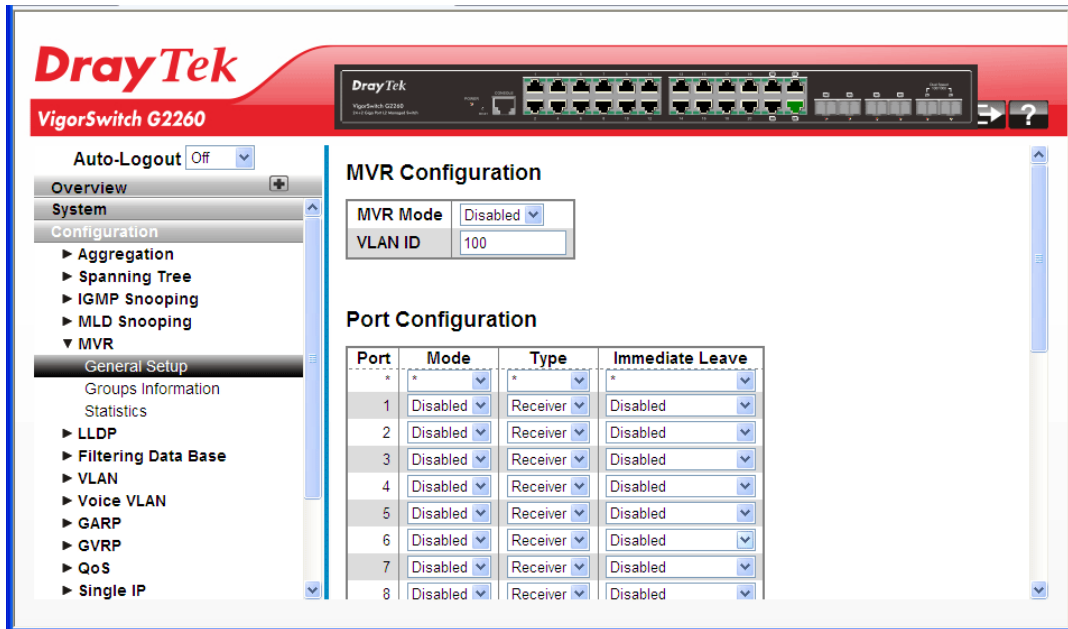 DrayTek
VigorSwitch G2260
DrayTek
VigorSwitch G2260
Auto-Logout Off
Overview
System
Configuration
► Aggregation
► Spanning Tree
► IGMP Snooping
► MLD Snooping
▼ MVR
General Setup
Groups Information
Statistics
► LLDP
► Filtering Data Base
► VLAN
► Voice VLAN
► GARP
► GVRP
► QoS
► Single IP
?
MVR Configuration
MVR Mode Disabled
VLAN ID 100
Port Configuration
Port Mode Type Immediate Leave
* * * *
1 Disabled Receiver Disabled
2 Disabled Receiver Disabled
3 Disabled Receiver Disabled
4 Disabled Receiver Disabled
5 Disabled Receiver Disabled
6 Disabled Receiver Disabled
7 Disabled Receiver Disabled
8 Disabled Receiver Disabled